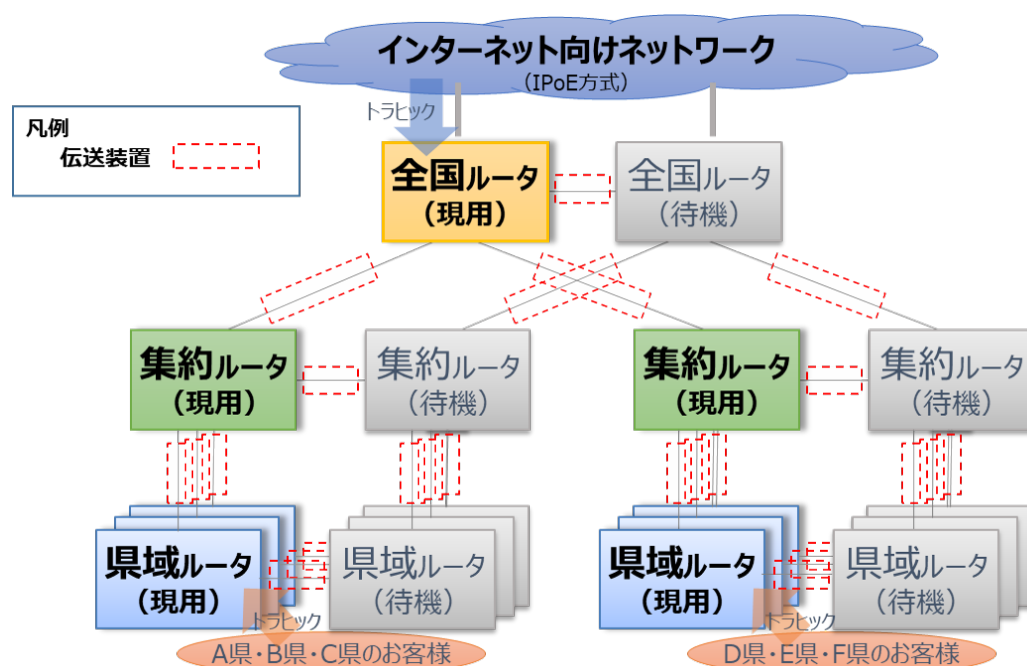 インターネット向けネットワーク
（IPoE方式）
トラヒック
凡例
伝送装置
全国ルータ
（現用）
全国ルータ
（待機）
集約ルータ
（現用）
集約ルータ
（待機）
集約ルータ
（現用）
集約ルータ
（待機）
県域ルータ
（現用）
県域ルータ
（待機）
県域ルータ
（現用）
県域ルータ
（待機）
トラヒック
トラヒック
A県・B県・C県のお客様
D県・E県・F県のお客様